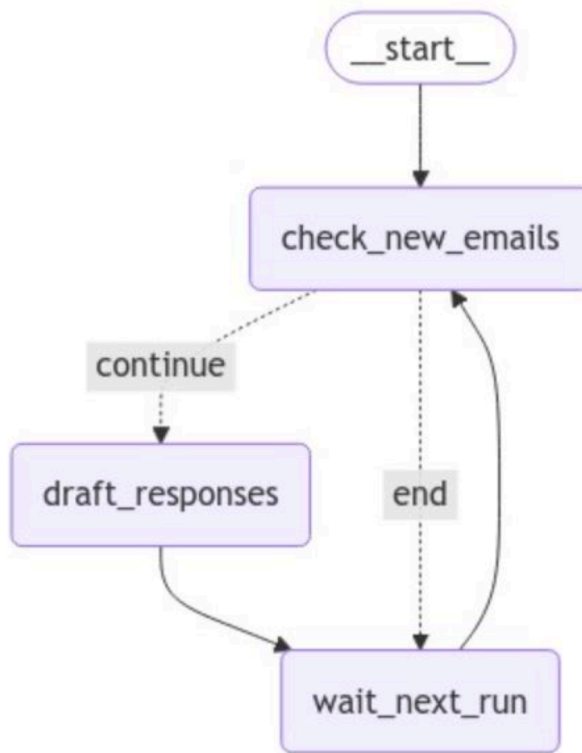 __start__
check_new_emails
continue
draft_responses
end
wait_next_run